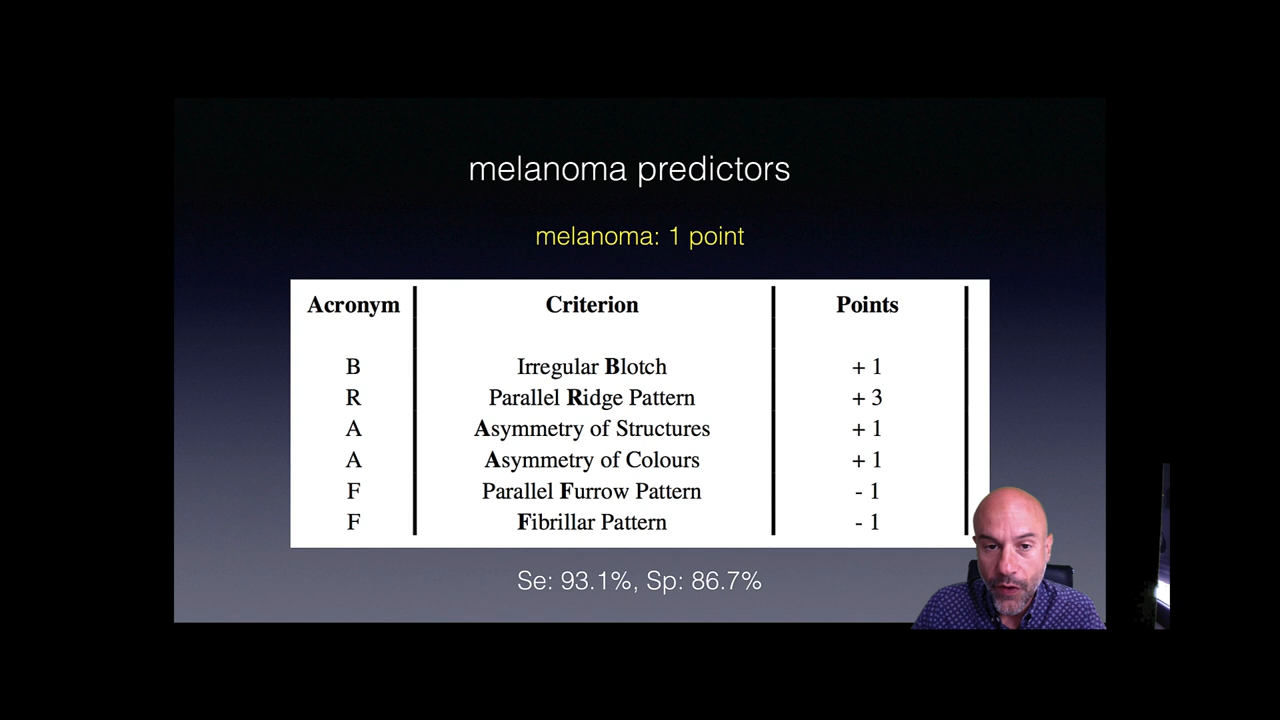 melanoma predictors
melanoma: 1 point
Acronym Criterion Points
B Irregular Blotch + 1
R Parallel Ridge Pattern + 3
A Asymmetry of Structures + 1
A Asymmetry of Colours + 1
F Parallel Furrow Pattern - 1
F Fibrillar Pattern - 1
Se: 93.1%, Sp: 86.7%